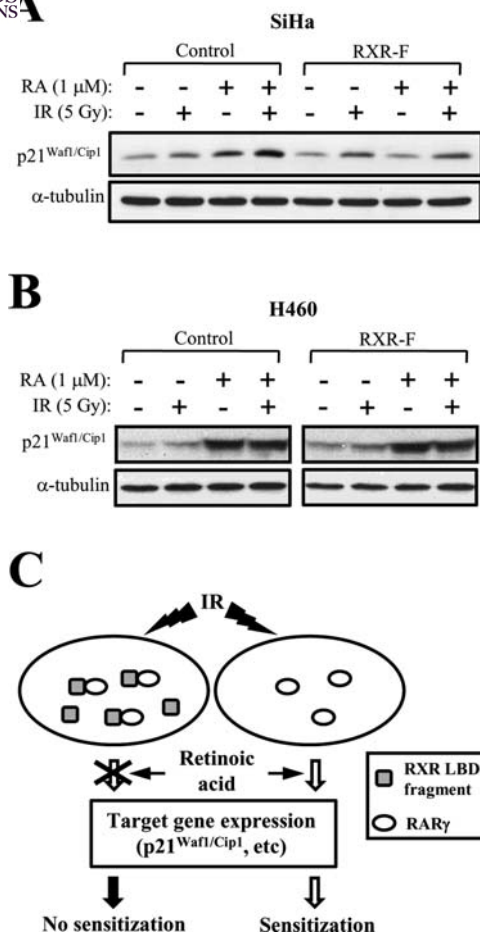 NS
A
SiHa
Control RXR-F
RA (1 μM): - - + + - - + +
IR (5 Gy): - + - + - + - +
p21Waf1/Cip1
α-tubulin
B
H460
Control RXR-F
RA (1 μM): - - + + - - + +
IR (5 Gy): - + - + - + - +
p21Waf1/Cip1
α-tubulin
C
IR
Retinoic
acid
RXR LBD
fragment
RARγ
Target gene expression
(p21Waf1/Cip1, etc)
No sensitization Sensitization